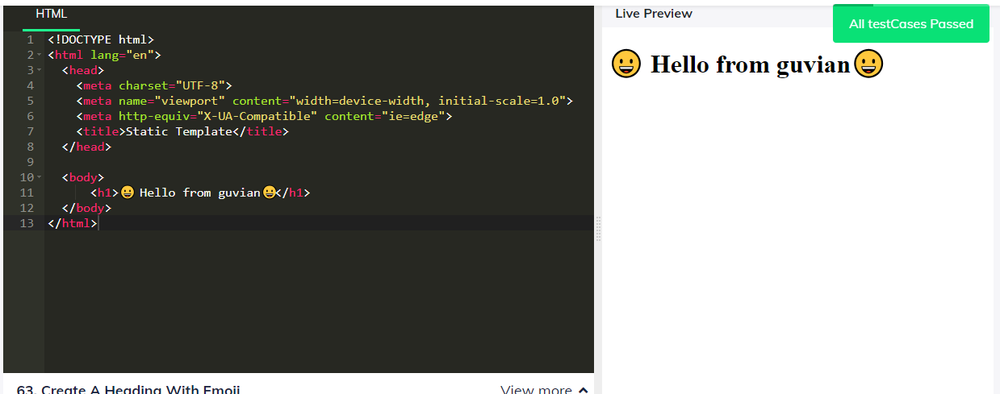 HTML
1 <!DOCTYPE html>
2 <html lang="en">
3 <head>
4 <meta charset="UTF-8">
5 <meta name="viewport" content="width=device-width, initial-scale=1.0">
6 <meta http-equiv="X-UA-Compatible" content="ie=edge">
7 <title>Static Template</title>
8 </head>
9
10 <body>
11 <h1>😀 Hello from guvian😀</h1>
12 </body>
13 </html>
63. Create A Heading With Emoji
View more
Live Preview
All testCases Passed
😀 Hello from guvian😀